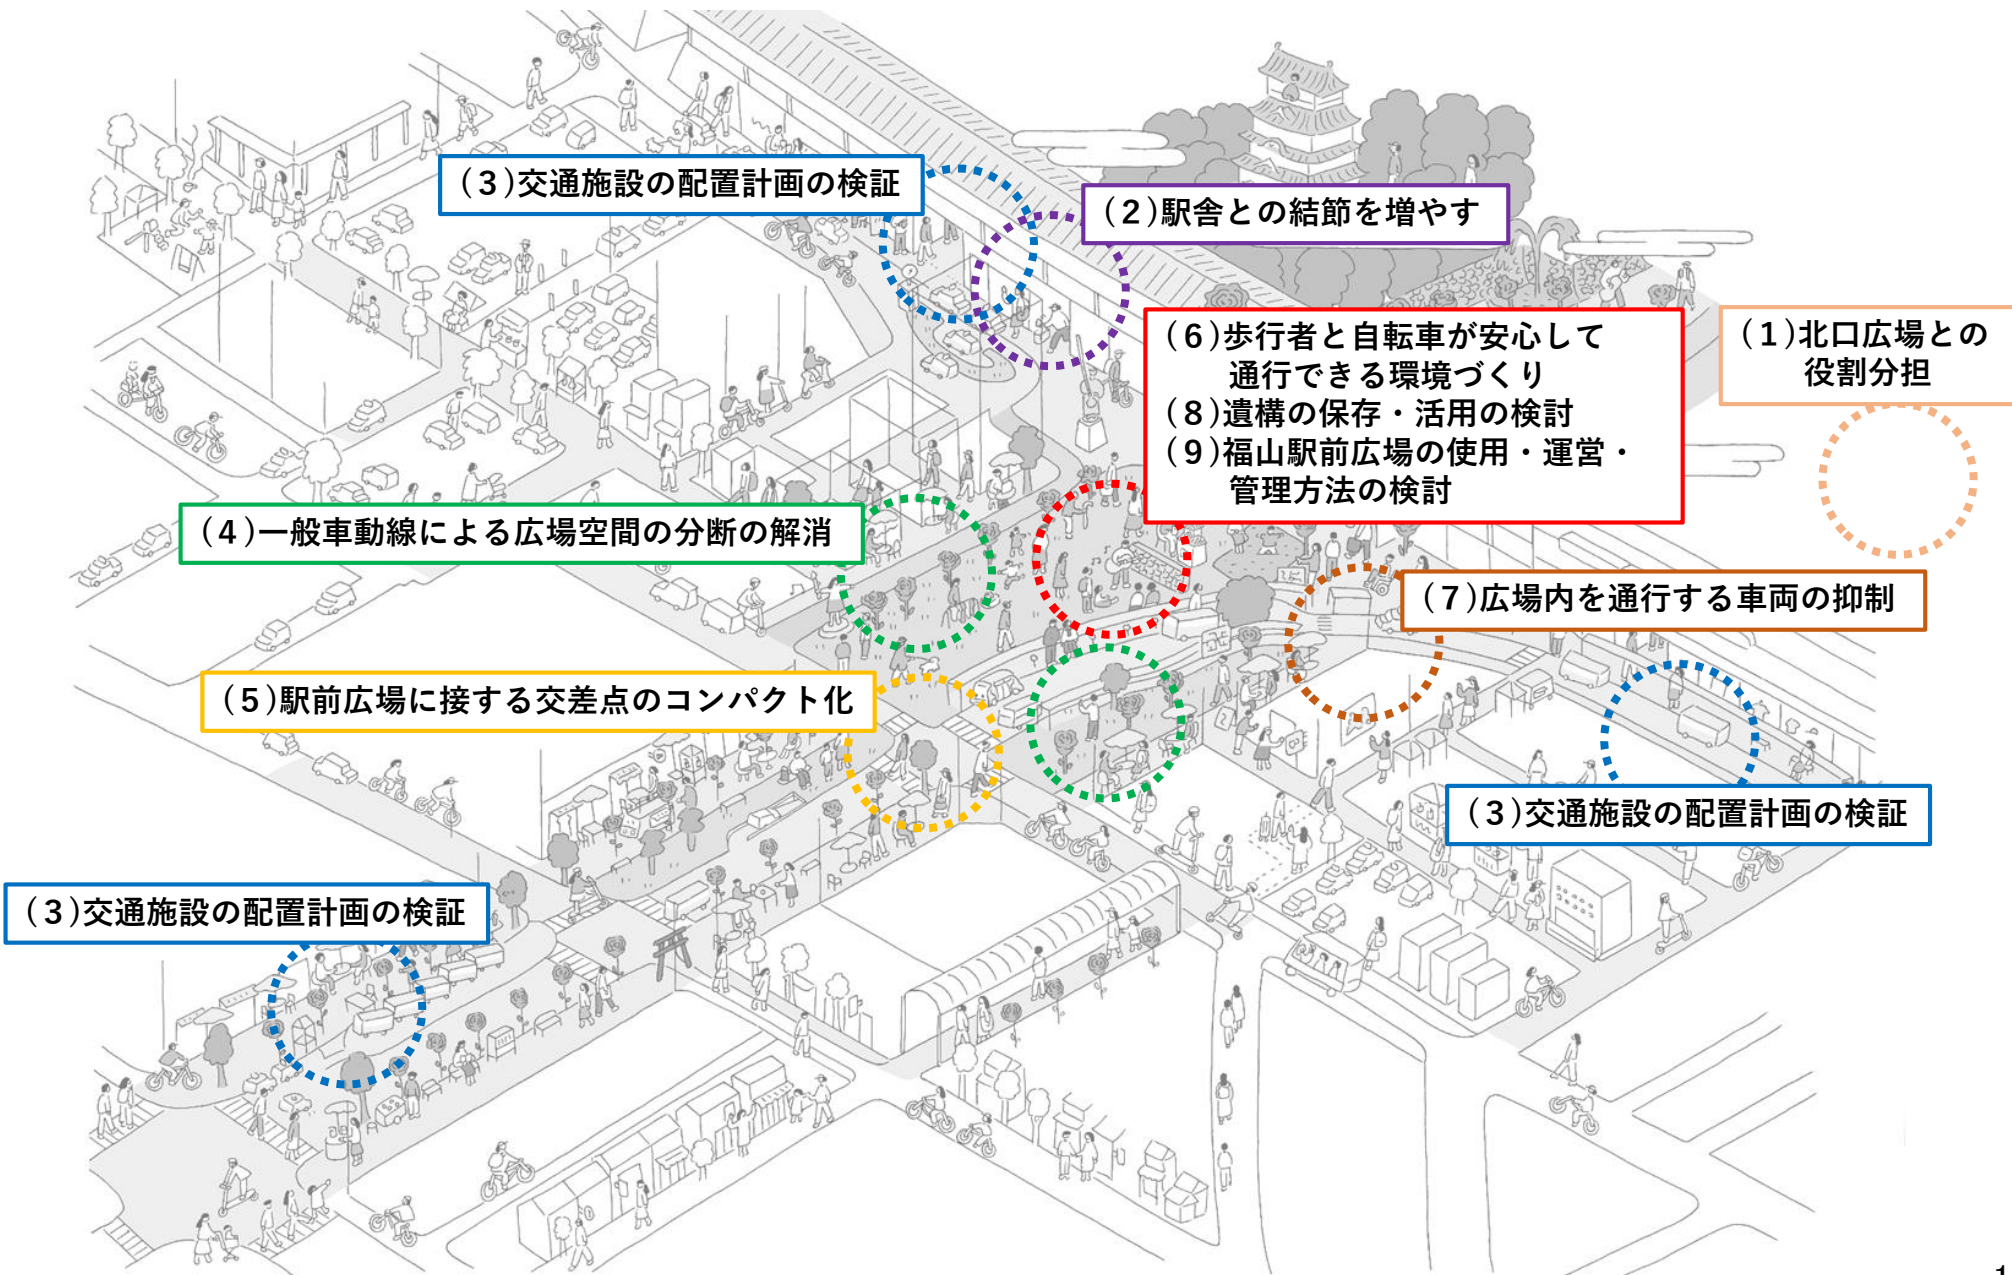 (3)交通施設の配置計画の検証
(2)駅舎との結節を増やす
(6)歩行者と自転車が安心して
通行できる環境づくり
(8)遺構の保存・活用の検討
(9)福山駅前広場の使用・運営・
管理方法の検討
(1)北口広場との
役割分担
(4)一般車動線による広場空間の分断の解消
(7)広場内を通行する車両の抑制
(5)駅前広場に接する交差点のコンパクト化
(3)交通施設の配置計画の検証
(3)交通施設の配置計画の検証